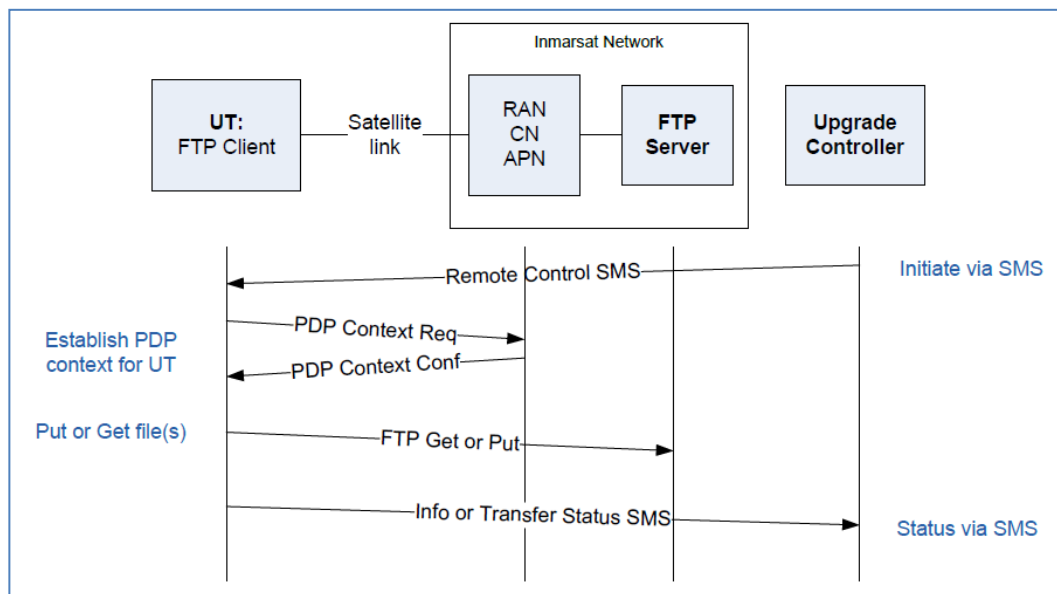 Inmarsat Network
UT:
FTP Client
Satellite
link
RAN
CN
APN
FTP
Server
Upgrade
Controller
Remote Control SMS
Initiate via SMS
PDP Context Req
Establish PDP
context for UT
PDP Context Conf
Put or Get file(s)
FTP Get or Put
Info or Transfer Status SMS
Status via SMS